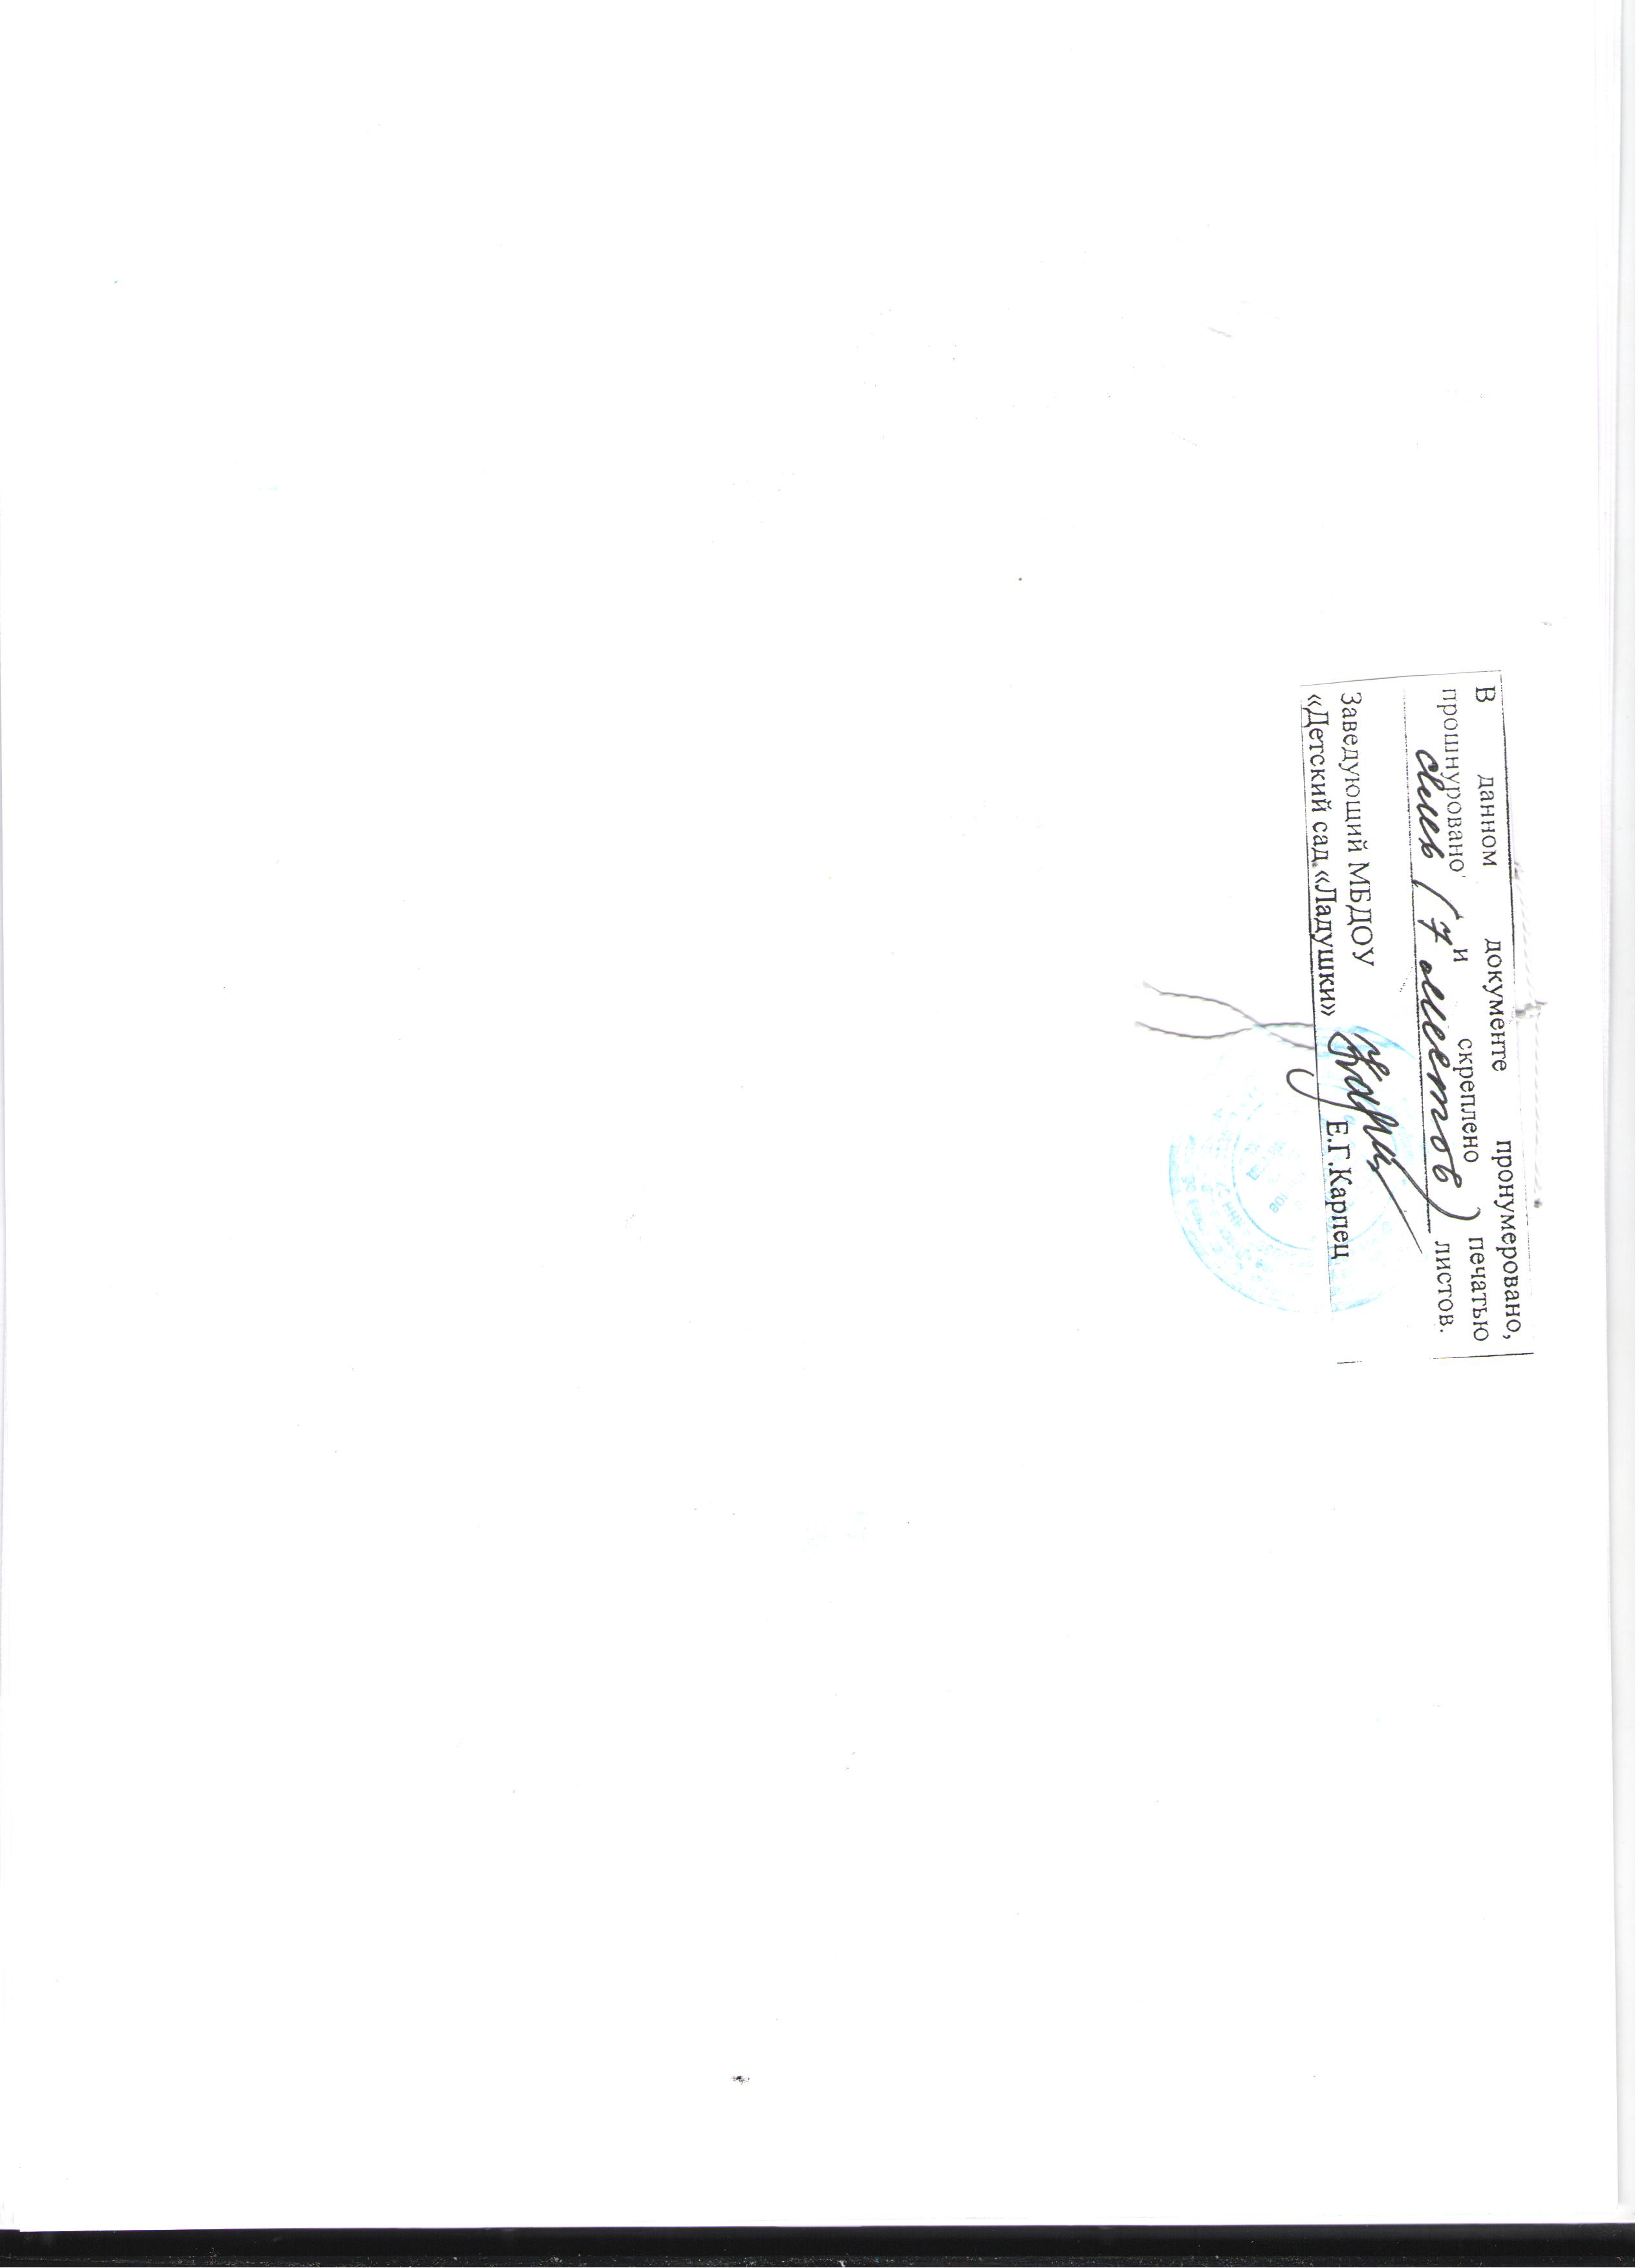 В данном документе пронумеровано,
прошнуровано и скреплено печатью
семь (7 листов) листов.
Заведующий МБДОУ
«Детский сад «Ладушки» Е.Г.Карпец